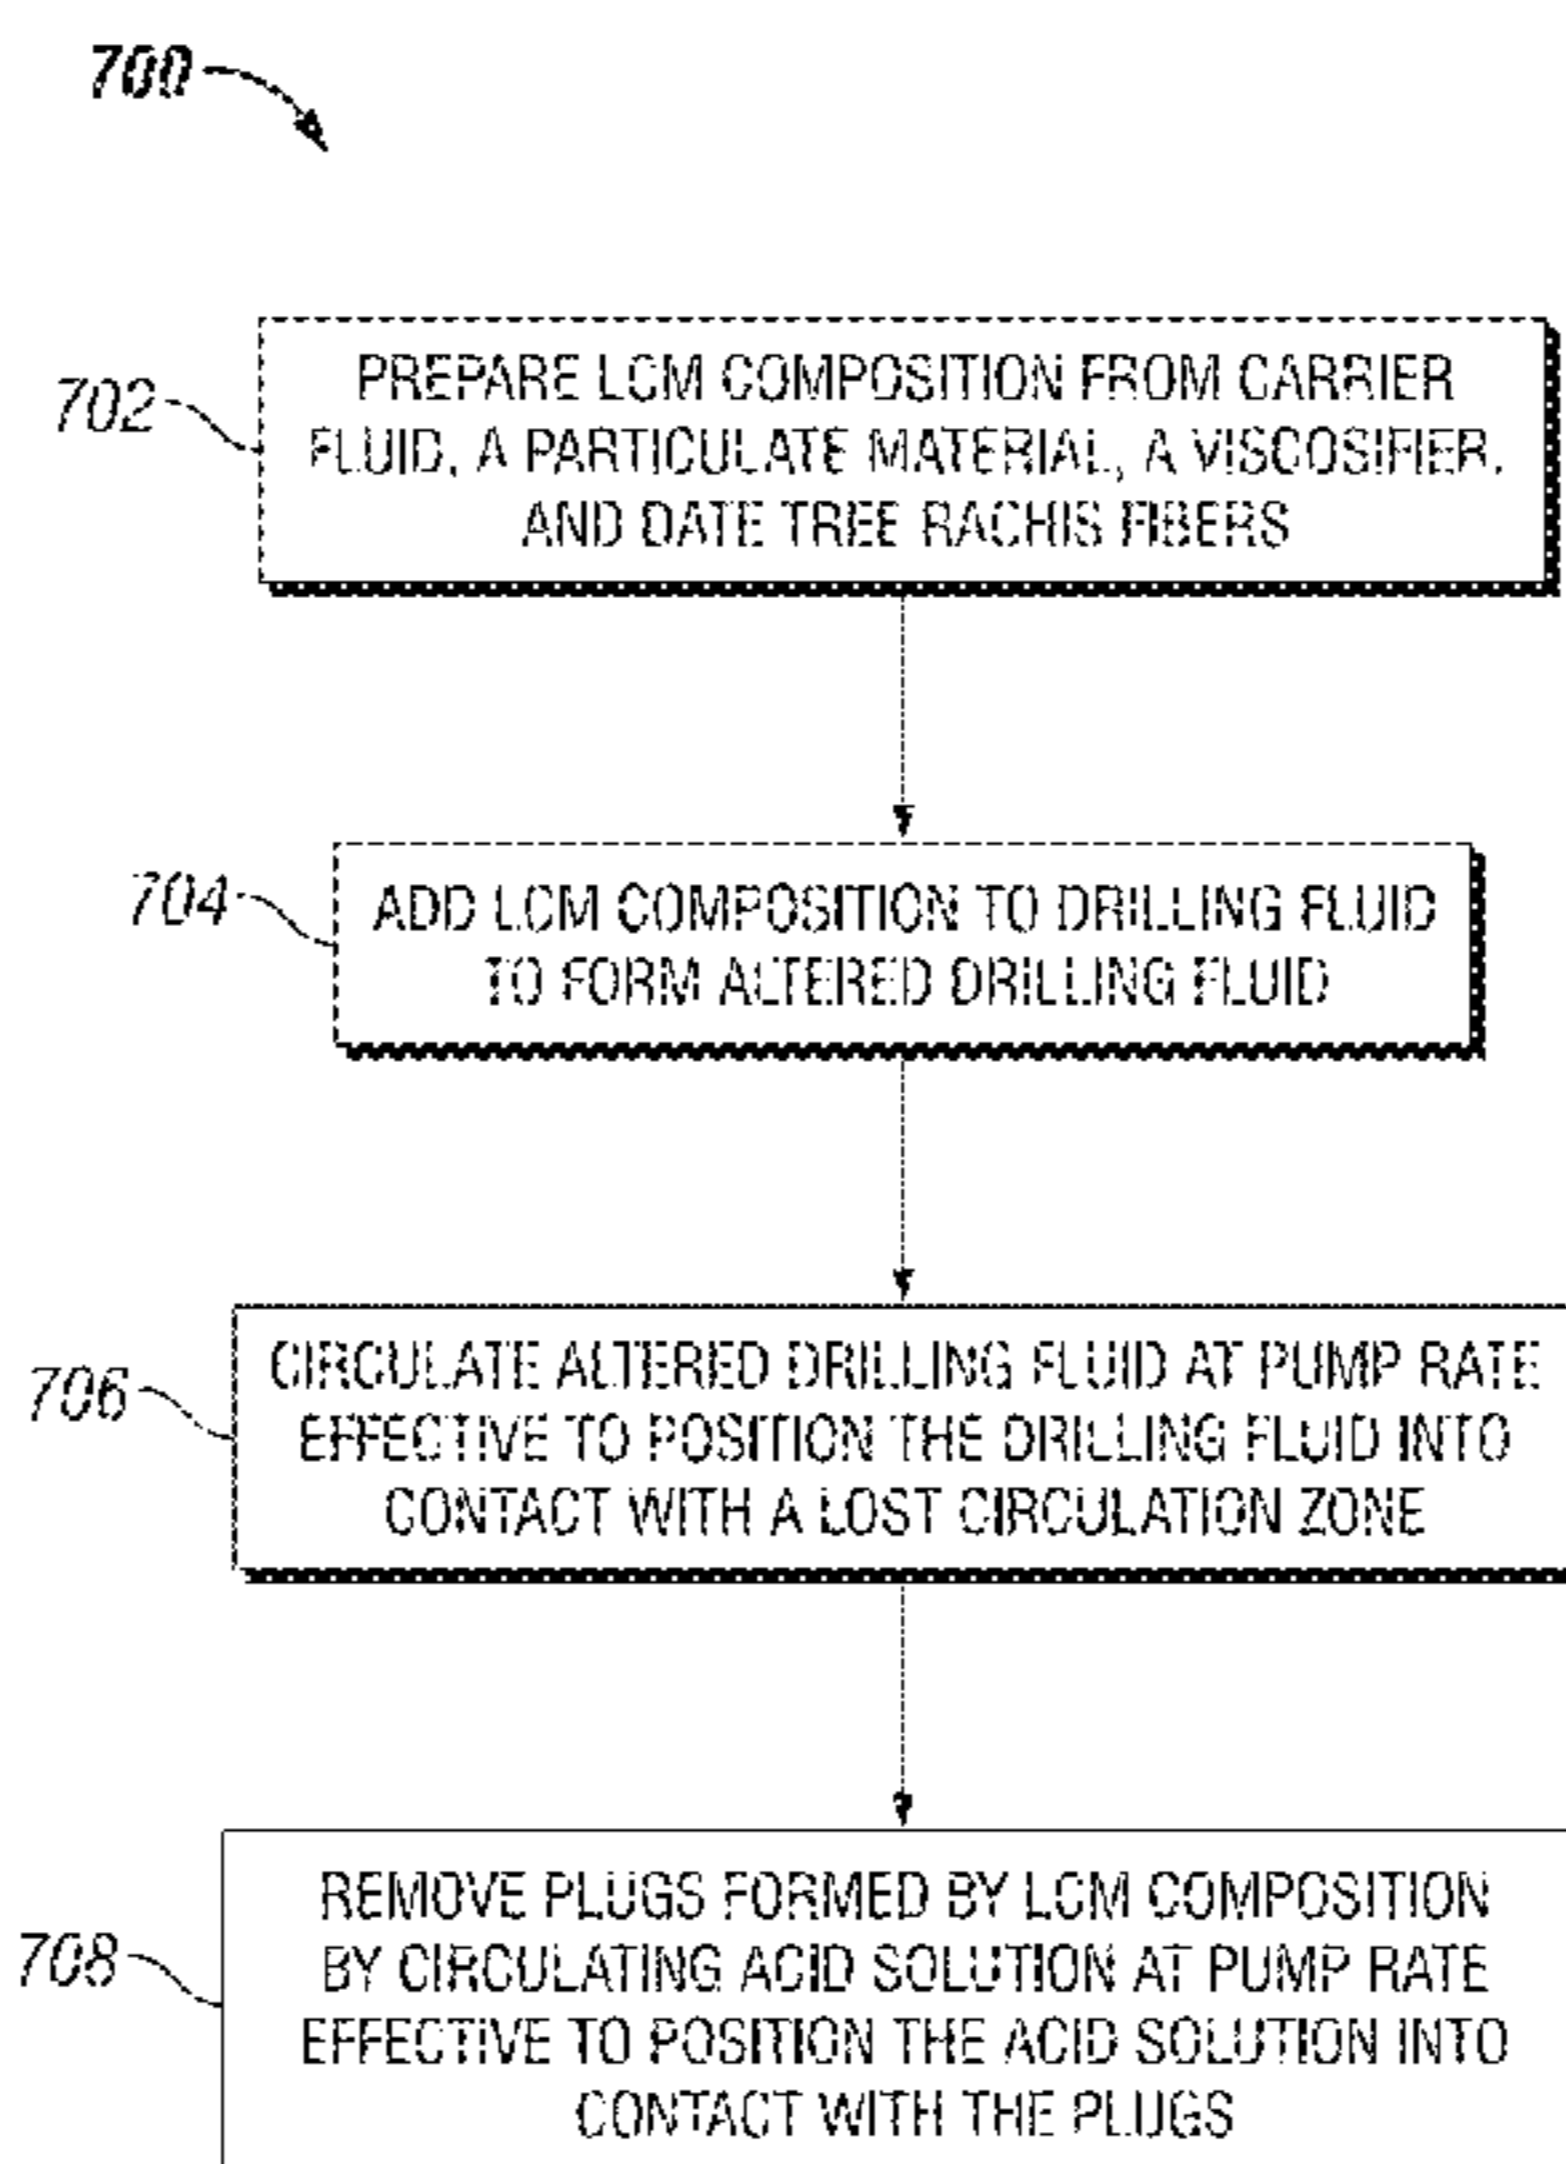 700
702
PREPARE LCM COMPOSITION FROM CARRIER
FLUID, A PARTICULATE MATERIAL, A VISCOSIFIER,
AND DATE TREE RACHIS FIBERS
704
ADD LCM COMPOSITION TO DRILLING FLUID
TO FORM ALTERED DRILLING FLUID
706
CIRCULATE ALTERED DRILLING FLUID AT PUMP RATE
EFFECTIVE TO POSITION THE DRILLING FLUID INTO
CONTACT WITH A LOST CIRCULATION ZONE
708
REMOVE PLUGS FORMED BY LCM COMPOSITION
BY CIRCULATING ACID SOLUTION AT PUMP RATE
EFFECTIVE TO POSITION THE ACID SOLUTION INTO
CONTACT WITH THE PLUGS